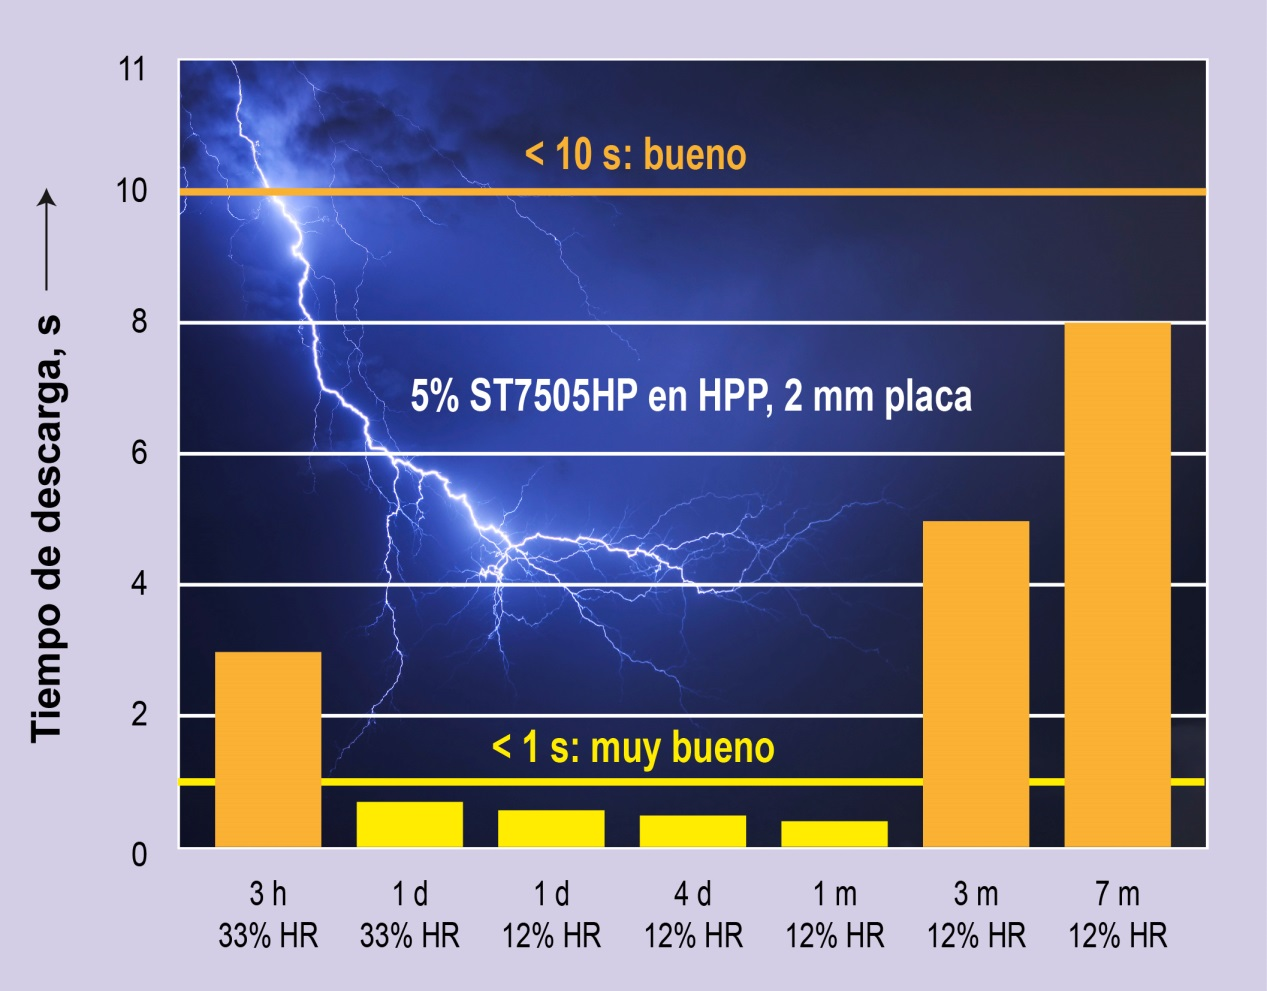 Tiempo de descarga, s
11
10
8
6
4
2
0
< 10 s: bueno
5% ST7505HP en HPP, 2 mm placa
< 1 s: muy bueno
3 h 1 d 1 d 4 d 1 m 3 m 7 m
33% HR 33% HR 12% HR 12% HR 12% HR 12% HR 12% HR